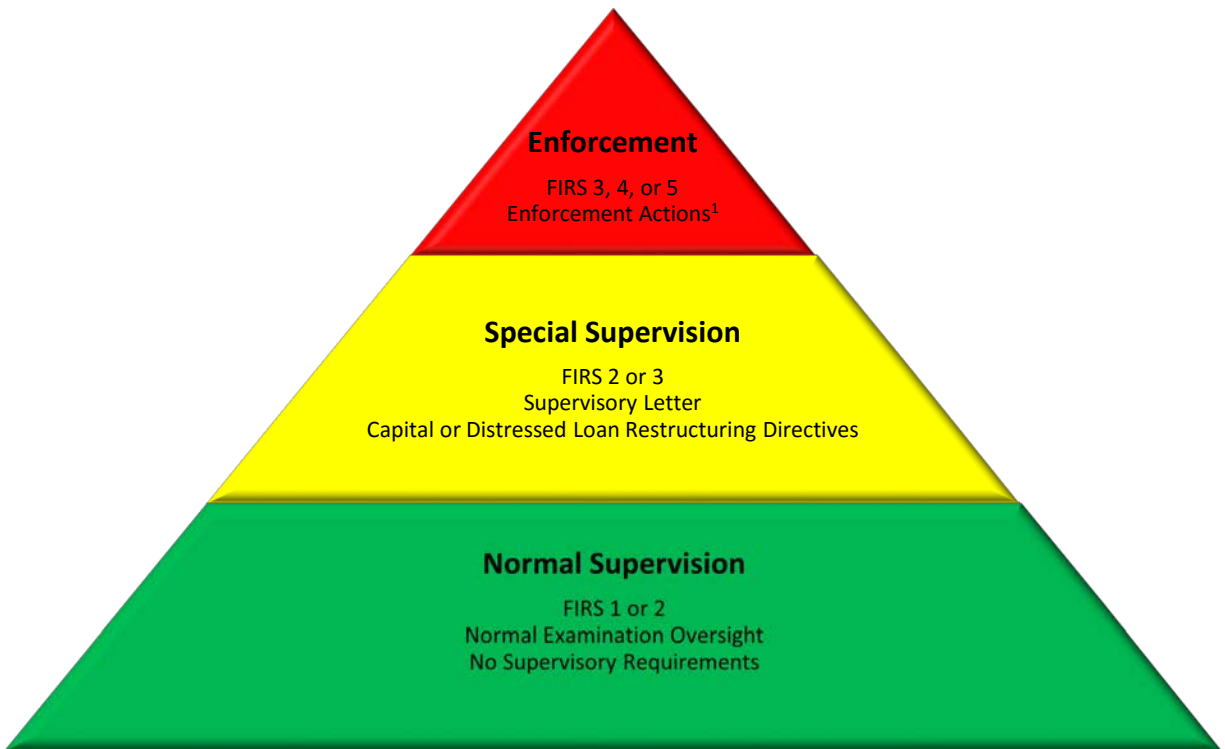 Enforcement
FIRS 3, 4, or 5
Enforcement Actions¹
Special Supervision
FIRS 2 or 3
Supervisory Letter
Capital or Distressed Loan Restructuring Directives
Normal Supervision
FIRS 1 or 2
Normal Examination Oversight
No Supervisory Requirements